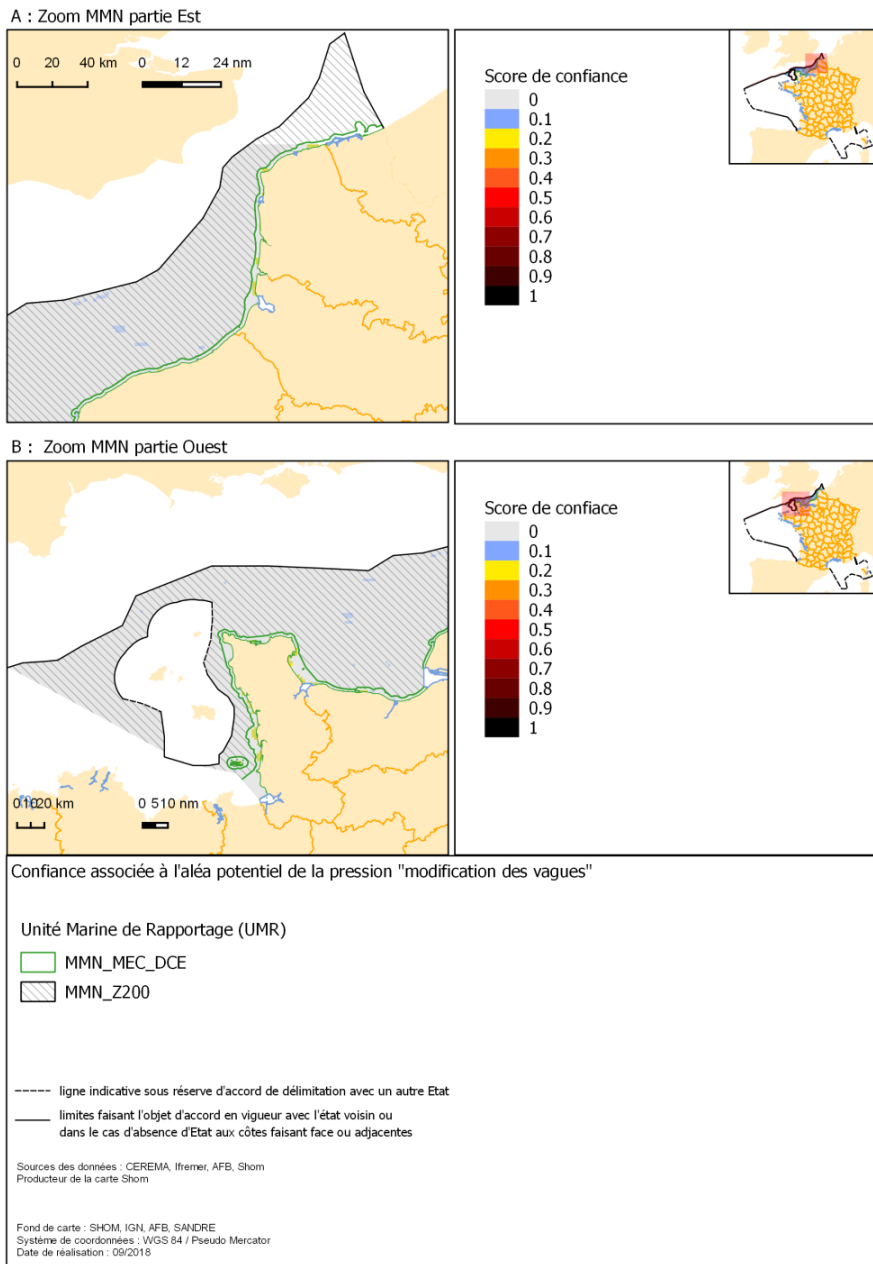 A : Zoom MMN partie Est
0 20 40 km
0 12 24 nm
Score de confiance
0
0.1
0.2
0.3
0.4
0.5
0.6
0.7
0.8
0.9
1
B : Zoom MMN partie Ouest
0 10 20 km
0 5 10 nm
Score de confiace
0
0.1
0.2
0.3
0.4
0.5
0.6
0.7
0.8
0.9
1
Confiance associée à l'aléa potentiel de la pression "modification des vagues"
Unité Marine de Rapportage (UMR)
MMN_MEC_DCE
MMN_Z200
ligne indicative sous réserve d'accord de délimitation avec un autre Etat
limites faisant l'objet d'accord en vigueur avec l'état voisin ou
dans le cas d'absence d'Etat aux côtes faisant face ou adjacentes
Sources des données : CEREMA, Ifremer, AFB, Shom
Producteur de la carte Shom
Fond de carte : SHOM, IGN, AFB, SANDRE
Système de coordonnées : WGS 84 / Pseudo Mercator
Date de réalisation : 09/2018